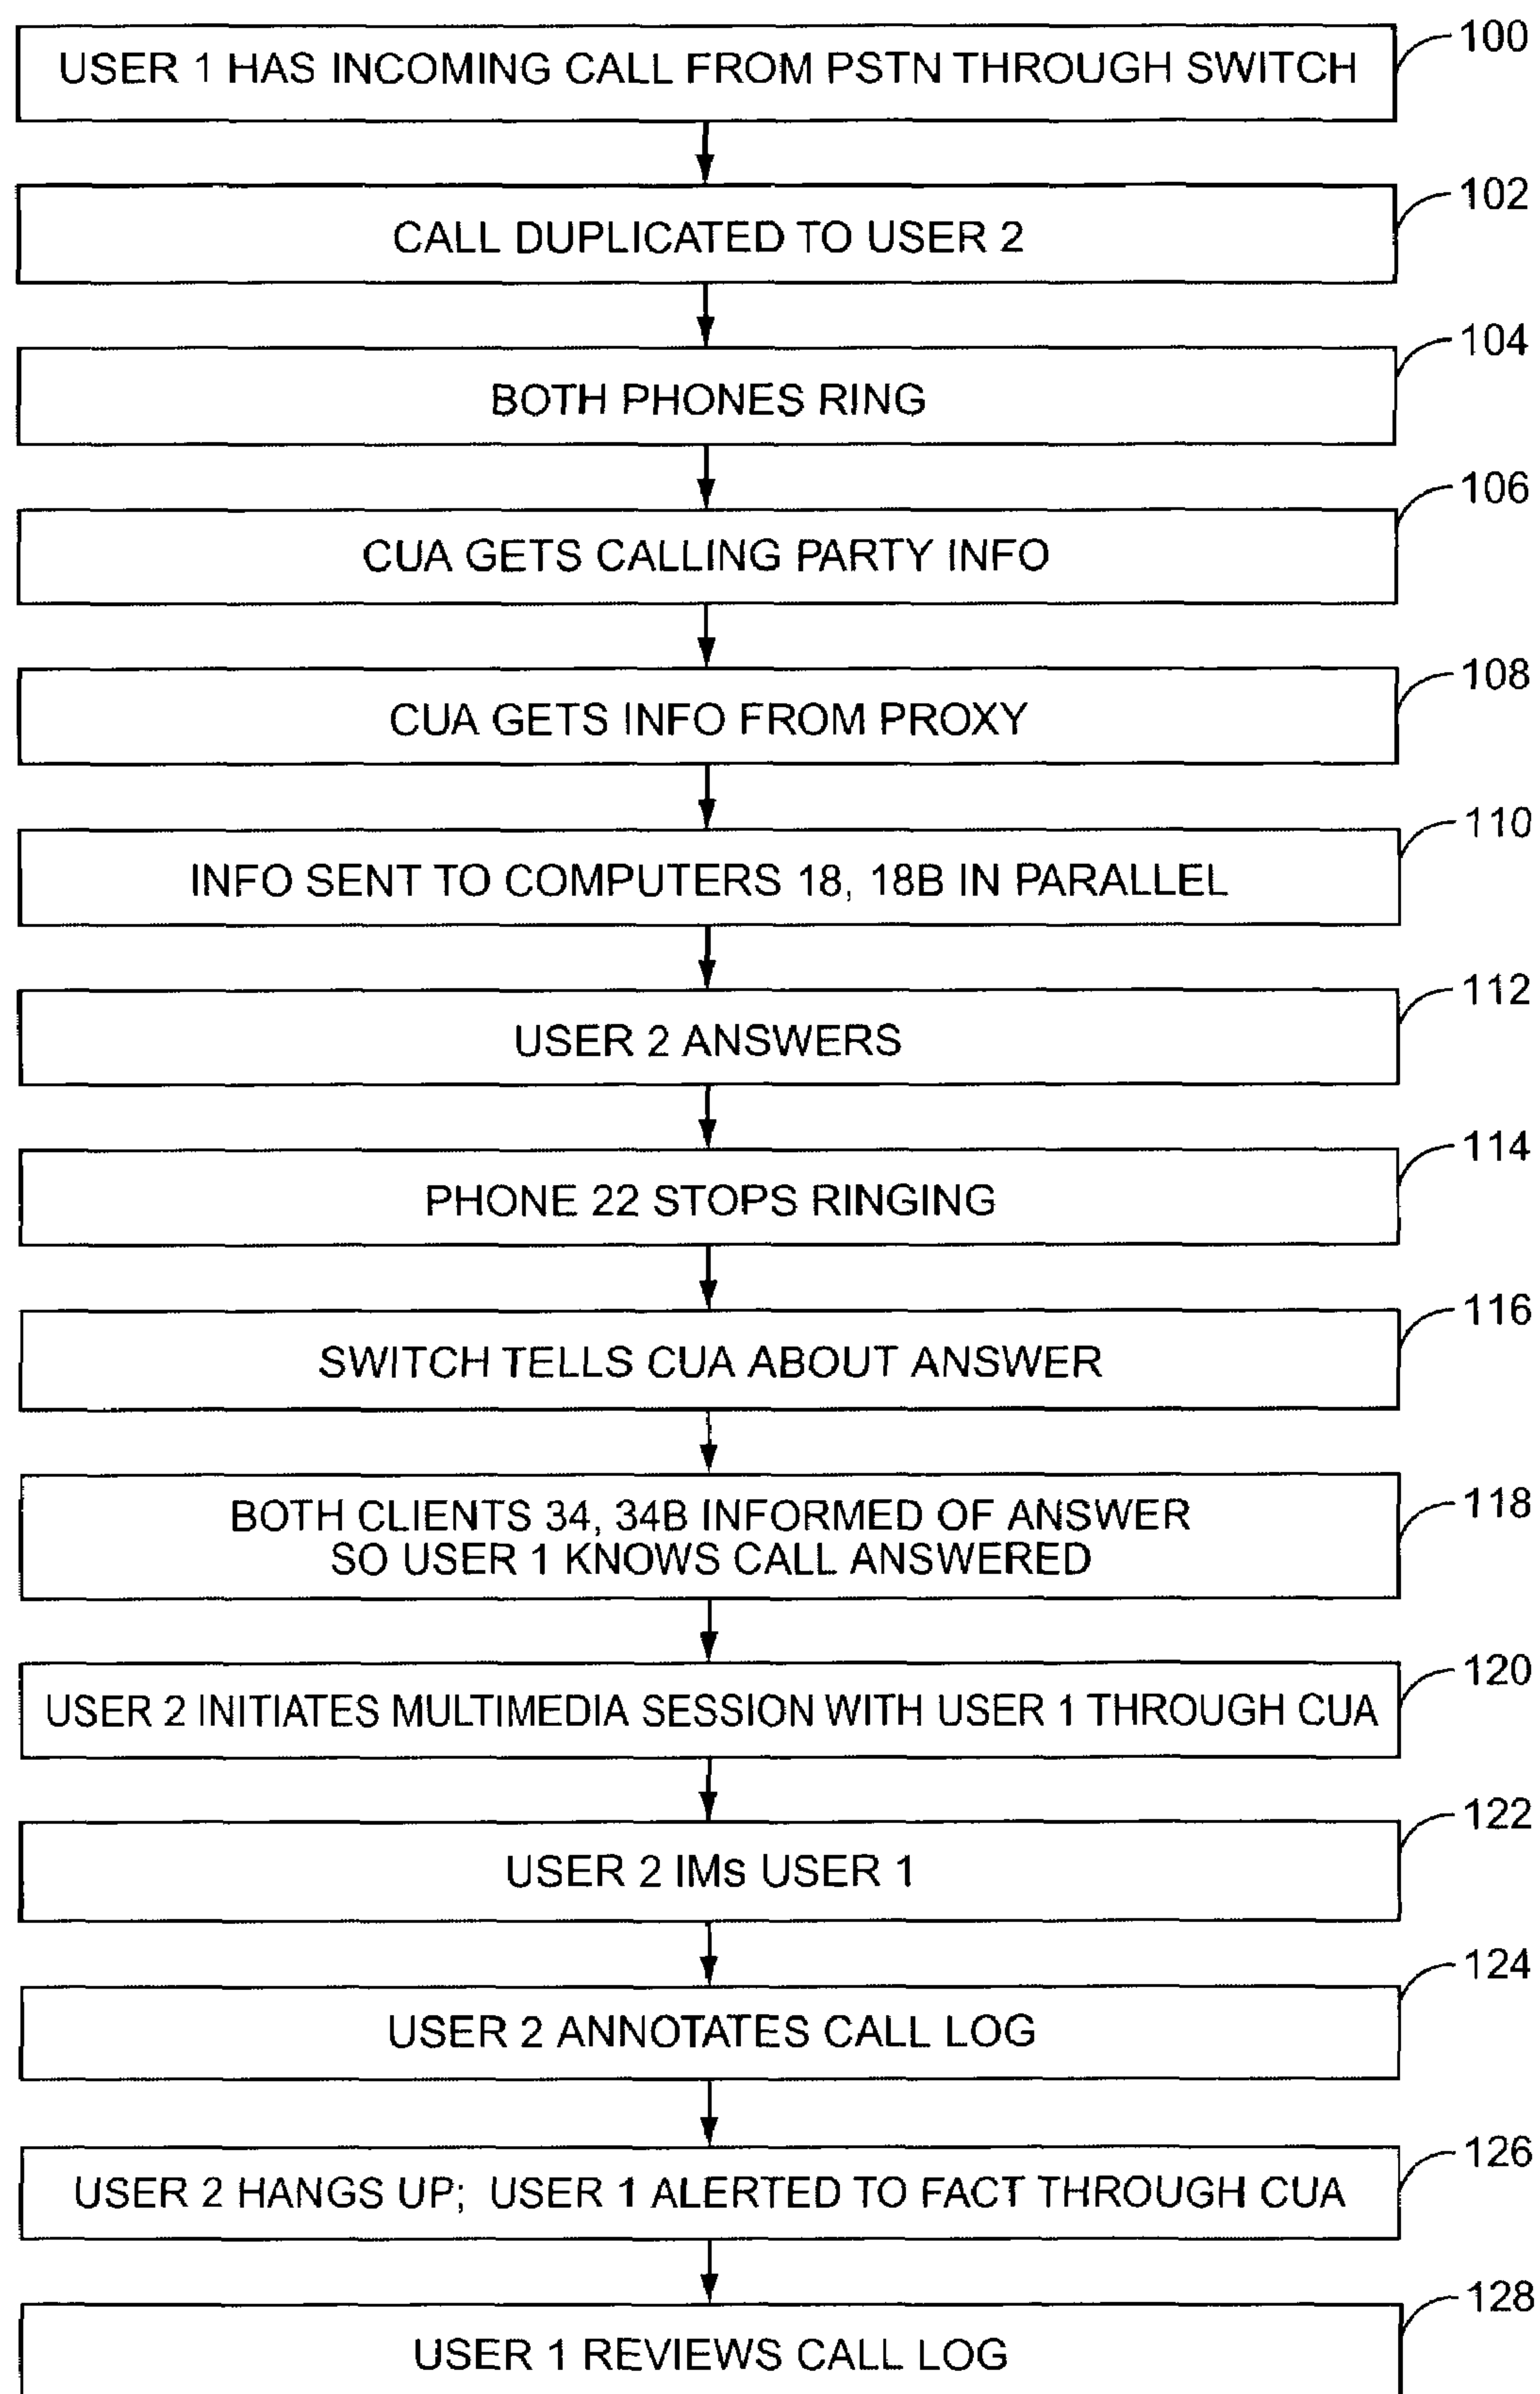 100
USER 1 HAS INCOMING CALL FROM PSTN THROUGH SWITCH
102
CALL DUPLICATED TO USER 2
104
BOTH PHONES RING
106
CUA GETS CALLING PARTY INFO
108
CUA GETS INFO FROM PROXY
110
INFO SENT TO COMPUTERS 18, 18B IN PARALLEL
112
USER 2 ANSWERS
114
PHONE 22 STOPS RINGING
116
SWITCH TELLS CUA ABOUT ANSWER
118
BOTH CLIENTS 34, 34B INFORMED OF ANSWER
SO USER 1 KNOWS CALL ANSWERED
120
USER 2 INITIATES MULTIMEDIA SESSION WITH USER 1 THROUGH CUA
122
USER 2 IMs USER 1
124
USER 2 ANNOTATES CALL LOG
126
USER 2 HANGS UP; USER 1 ALERTED TO FACT THROUGH CUA
128
USER 1 REVIEWS CALL LOG